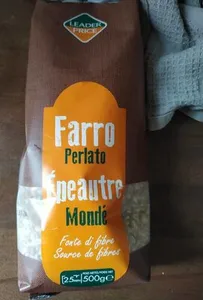 LEADER
PRICE
Farro
Perlato
Épeautre
Mondé
Fonte di fibre
Source de fibres
500g